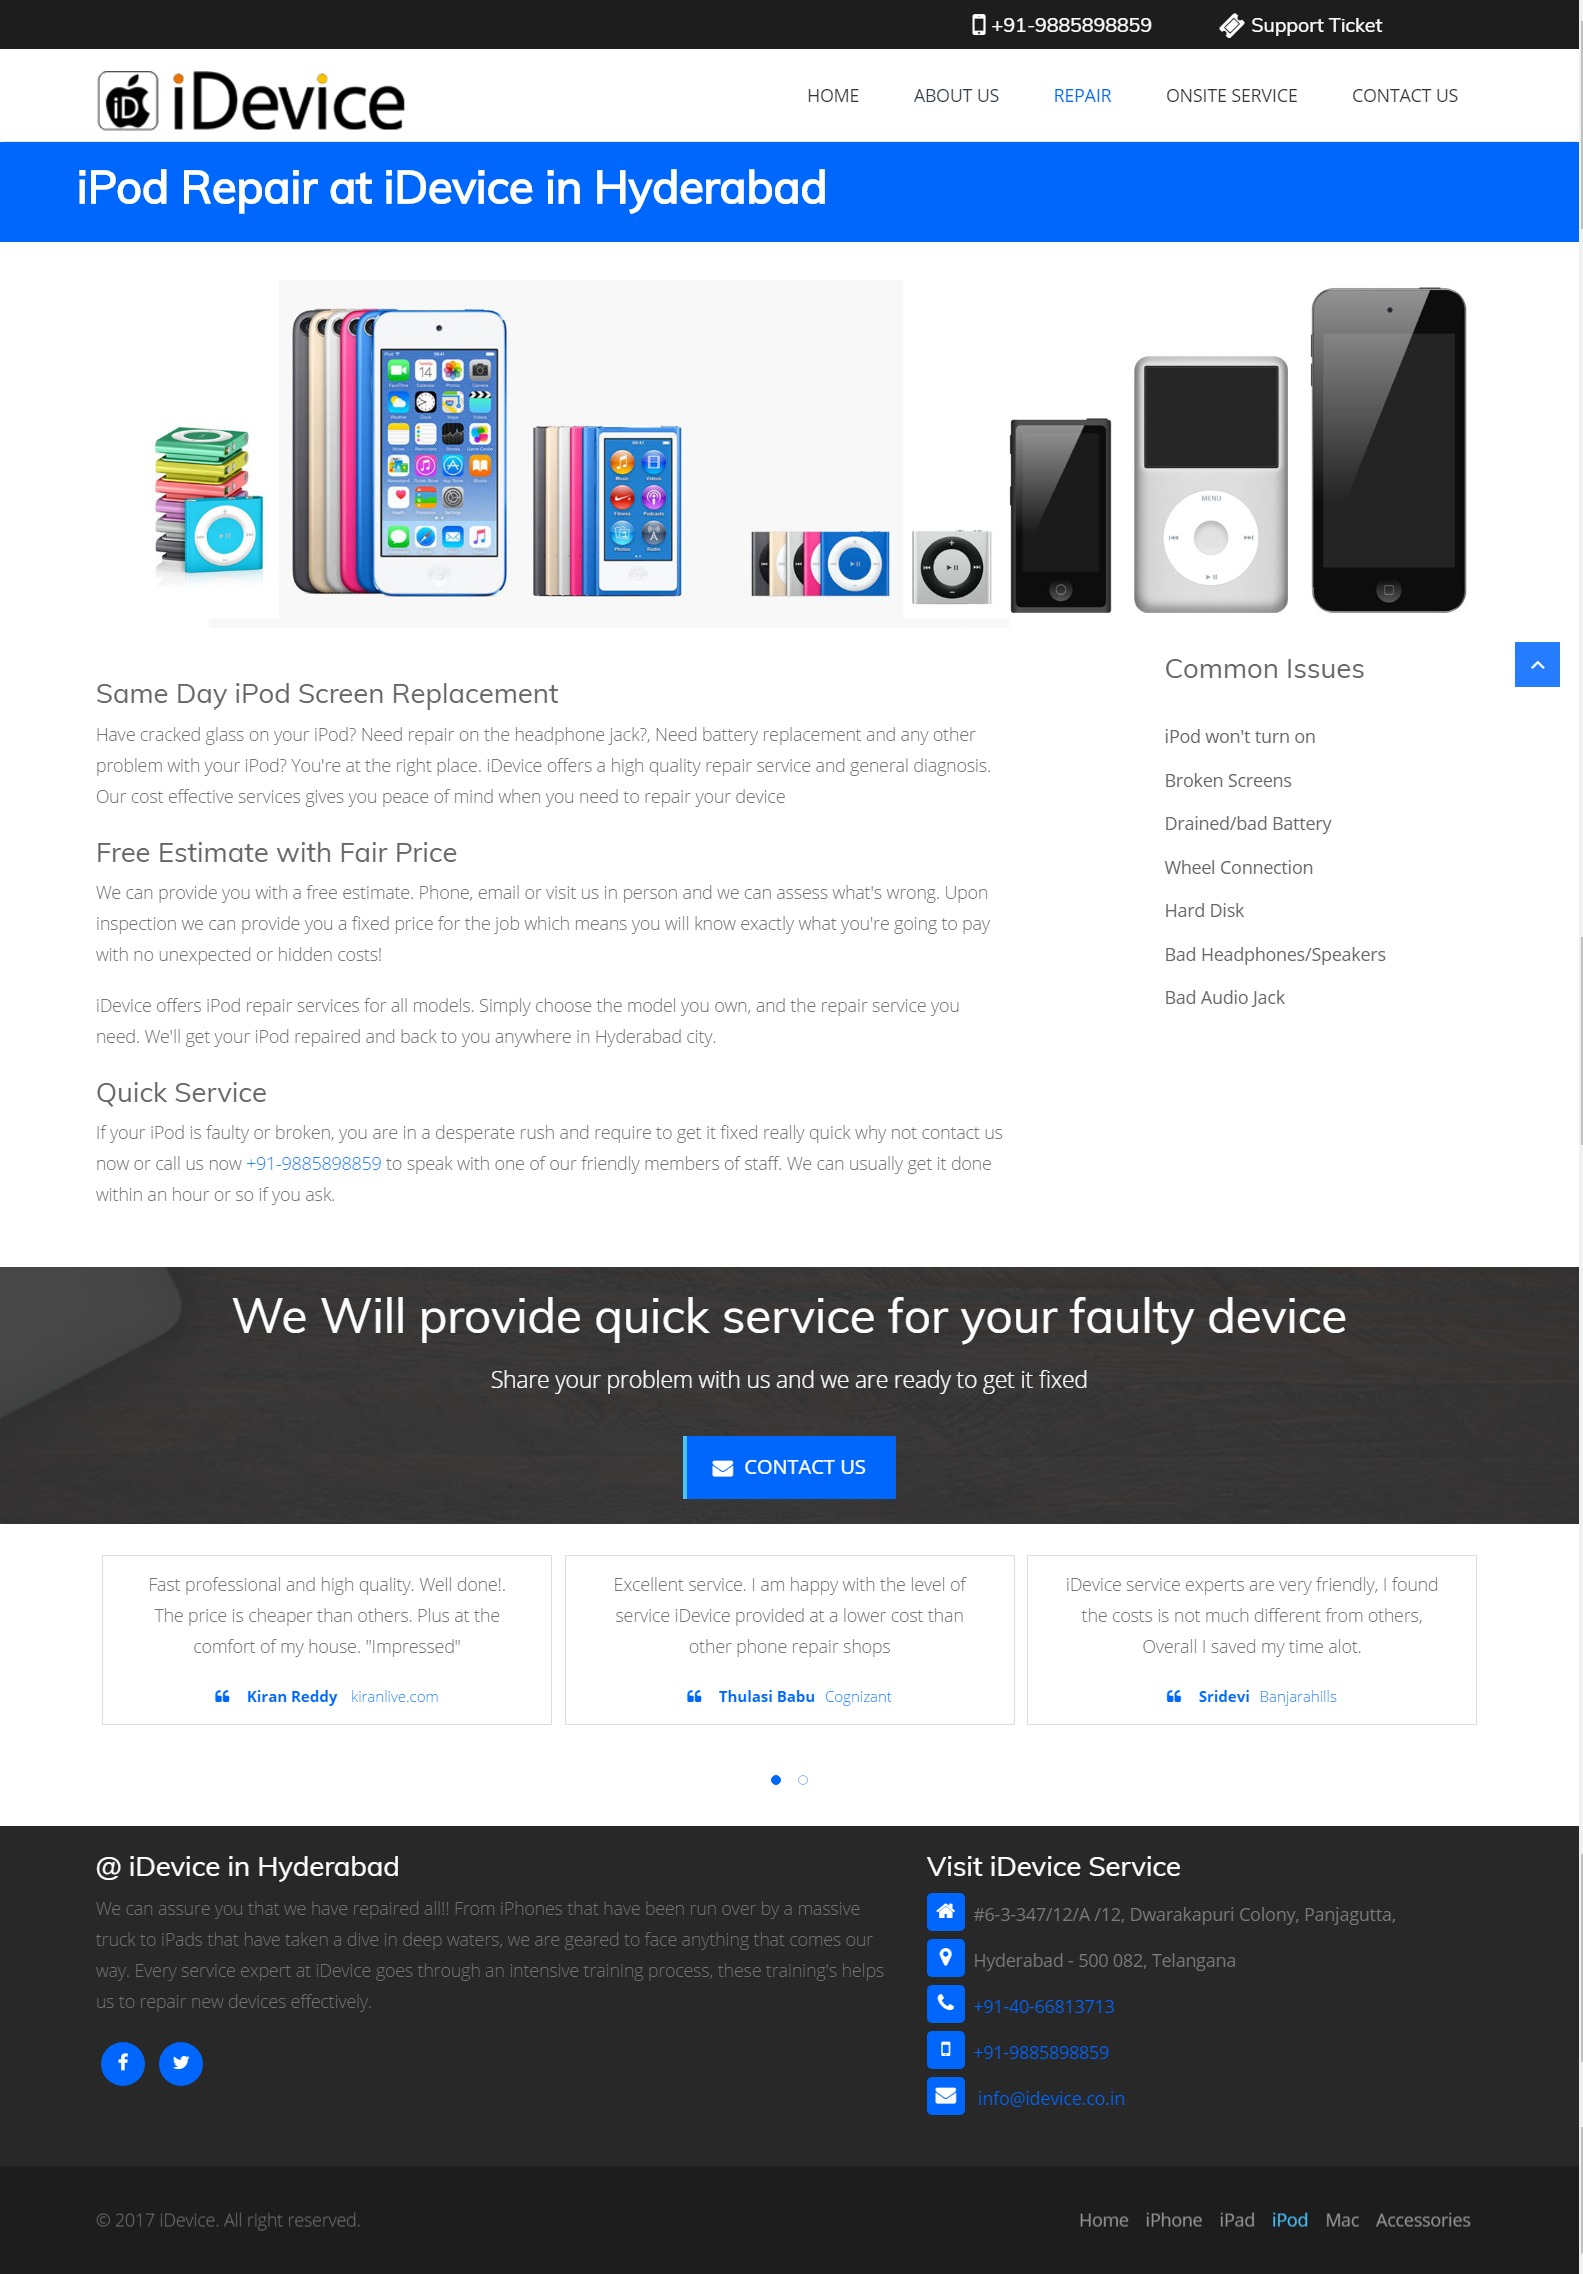 +91-9885898859 Support Ticket
iD iDevice
HOME ABOUT US REPAIR ONSITE SERVICE CONTACT US
iPod Repair at iDevice in Hyderabad
MENU
Common Issues
iPod won't turn on
Broken Screens
Drained/bad Battery
Wheel Connection
Hard Disk
Bad Headphones/Speakers
Bad Audio Jack
Same Day iPod Screen Replacement
Have cracked glass on your iPod? Need repair on the headphone jack?, Need battery replacement and any other
problem with your iPod? You're at the right place. iDevice offers a high quality repair service and general diagnosis.
Our cost effective services gives you peace of mind when you need to repair your device
Free Estimate with Fair Price
We can provide you with a free estimate. Phone, email or visit us in person and we can assess what's wrong. Upon
inspection we can provide you a fixed price for the job which means you will know exactly what you're going to pay
with no unexpected or hidden costs!
iDevice offers iPod repair services for all models. Simply choose the model you own, and the repair service you
need. We'll get your iPod repaired and back to you anywhere in Hyderabad city.
Quick Service
If your iPod is faulty or broken, you are in a desperate rush and require to get it fixed really quick why not contact us
now or call us now +91-9885898859 to speak with one of our friendly members of staff. We can usually get it done
within an hour or so if you ask.
We Will provide quick service for your faulty device
Share your problem with us and we are ready to get it fixed
CONTACT US
Fast professional and high quality. Well done!.
The price is cheaper than others. Plus at the
comfort of my house. "Impressed"
Kiran Reddy kiranlive.com
Excellent service. I am happy with the level of
service iDevice provided at a lower cost than
other phone repair shops
Thulasi Babu Cognizant
iDevice service experts are very friendly, I found
the costs is not much different from others,
Overall I saved my time alot.
Sridevi Banjarahills
@ iDevice in Hyderabad
We can assure you that we have repaired all!! From iPhones that have been run over by a massive
truck to iPads that have taken a dive in deep waters, we are geared to face anything that comes our
way. Every service expert at iDevice goes through an intensive training process, these training's helps
us to repair new devices effectively.
Visit iDevice Service
#6-3-347/12/A /12, Dwarakapuri Colony, Panjagutta,
Hyderabad - 500 082, Telangana
+91-40-66813713
+91-9885898859
info@idevice.co.in
© 2017 iDevice. All right reserved.
Home iPhone iPad iPod Mac Accessories